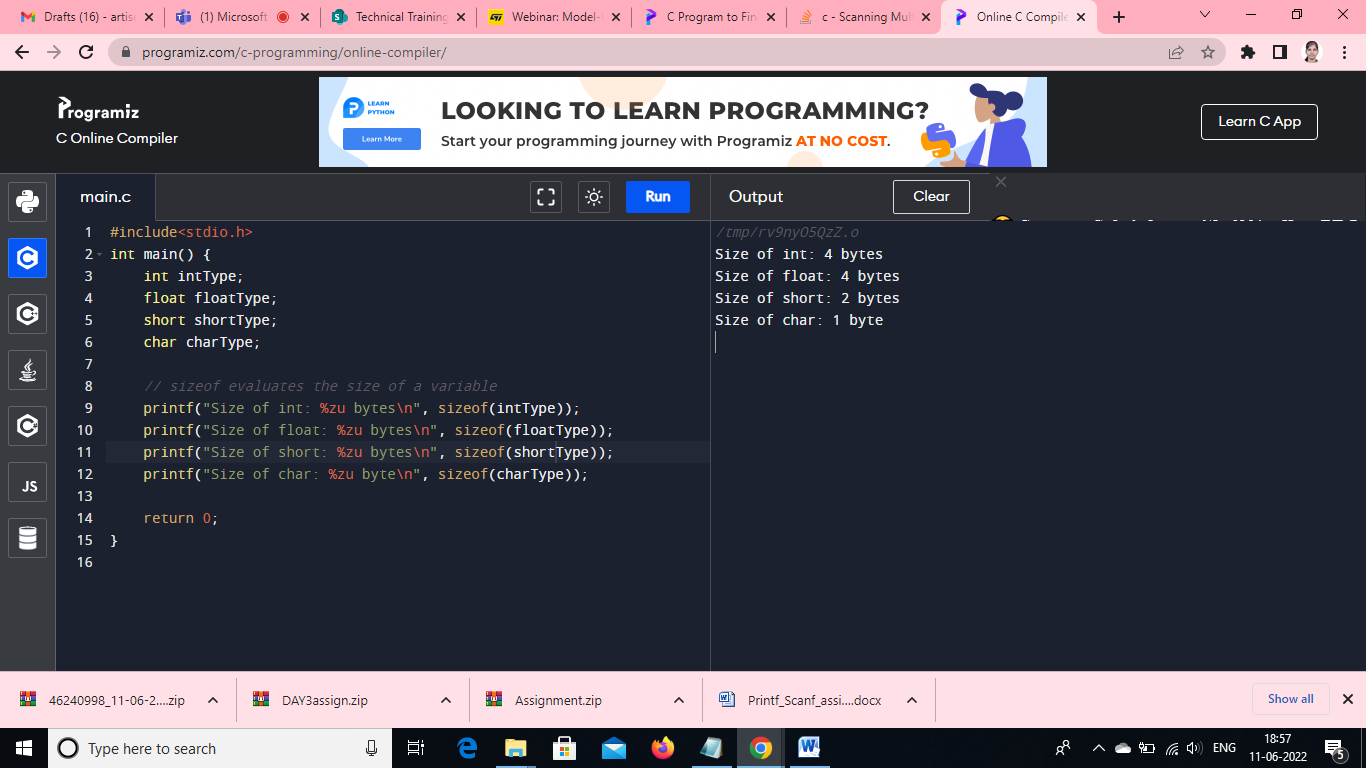 Drafts (16) - artis
(1) Microsoft
Technical Training
Webinar: Model-
C Program to Fin
c - Scanning Mul
Online C Compile
programiz.com/c-programming/online-compiler/
Programiz
C Online Compiler
LEARN
PYTHON
Learn More
LOOKING TO LEARN PROGRAMMING?
Start your programming journey with Programiz AT NO COST.
Learn C App
main.c
Run
Output
Clear
JS
1 #include<stdio.h>
2 int main() {
3     int intType;
4     float floatType;
5     short shortType;
6     char charType;
7
8     // sizeof evaluates the size of a variable
9     printf("Size of int: %zu bytes\n", sizeof(intType));
10     printf("Size of float: %zu bytes\n", sizeof(floatType));
11     printf("Size of short: %zu bytes\n", sizeof(shortType));
12     printf("Size of char: %zu byte\n", sizeof(charType));
13
14     return 0;
15 }
16
/tmp/rv9nyO5QzZ.o
Size of int: 4 bytes
Size of float: 4 bytes
Size of short: 2 bytes
Size of char: 1 byte
46240998_11-06-2....zip
DAY3assign.zip
Assignment.zip
Printf_Scanf_assi....docx
Show all
Type here to search
ENG
18:57
11-06-2022
5